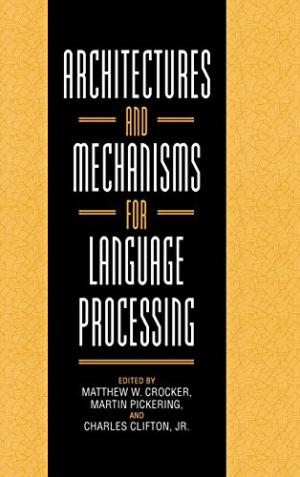 ARCHITECTURES
AND
MECHANISMS
FOR
LANGUAGE
PROCESSING
EDITED BY
MATTHEW W. CROCKER,
MARTIN PICKERING,
AND
CHARLES CLIFTON, JR.